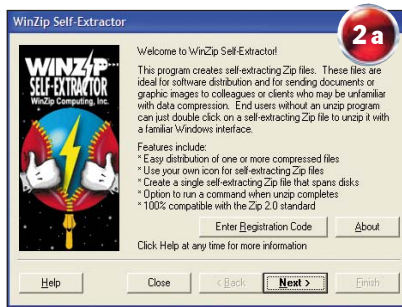 WinZip Self-Extractor
2a
WINZIP
SELF-EXTRACTOR
WinZip Computing, Inc.
Welcome to WinZip Self-Extractor!
This program creates self-extracting Zip files. These files are
ideal for software distribution and for sending documents or
graphic images to colleagues or clients who may be unfamiliar
with data compression. End users without an unzip program
can just double click on a self-extracting Zip file to unzip it with
a familiar Windows interface.
Features include:
* Easy distribution of one or more compressed files
* Use your own icon for self-extracting Zip files
* Create a single self-extracting Zip file that spans disks
* Option to run a command when unzip completes
* 100% compatible with the Zip 2.0 standard
Enter Registration Code
About
Click Help at any time for more information
Help
Close
< Back
Next >
Finish